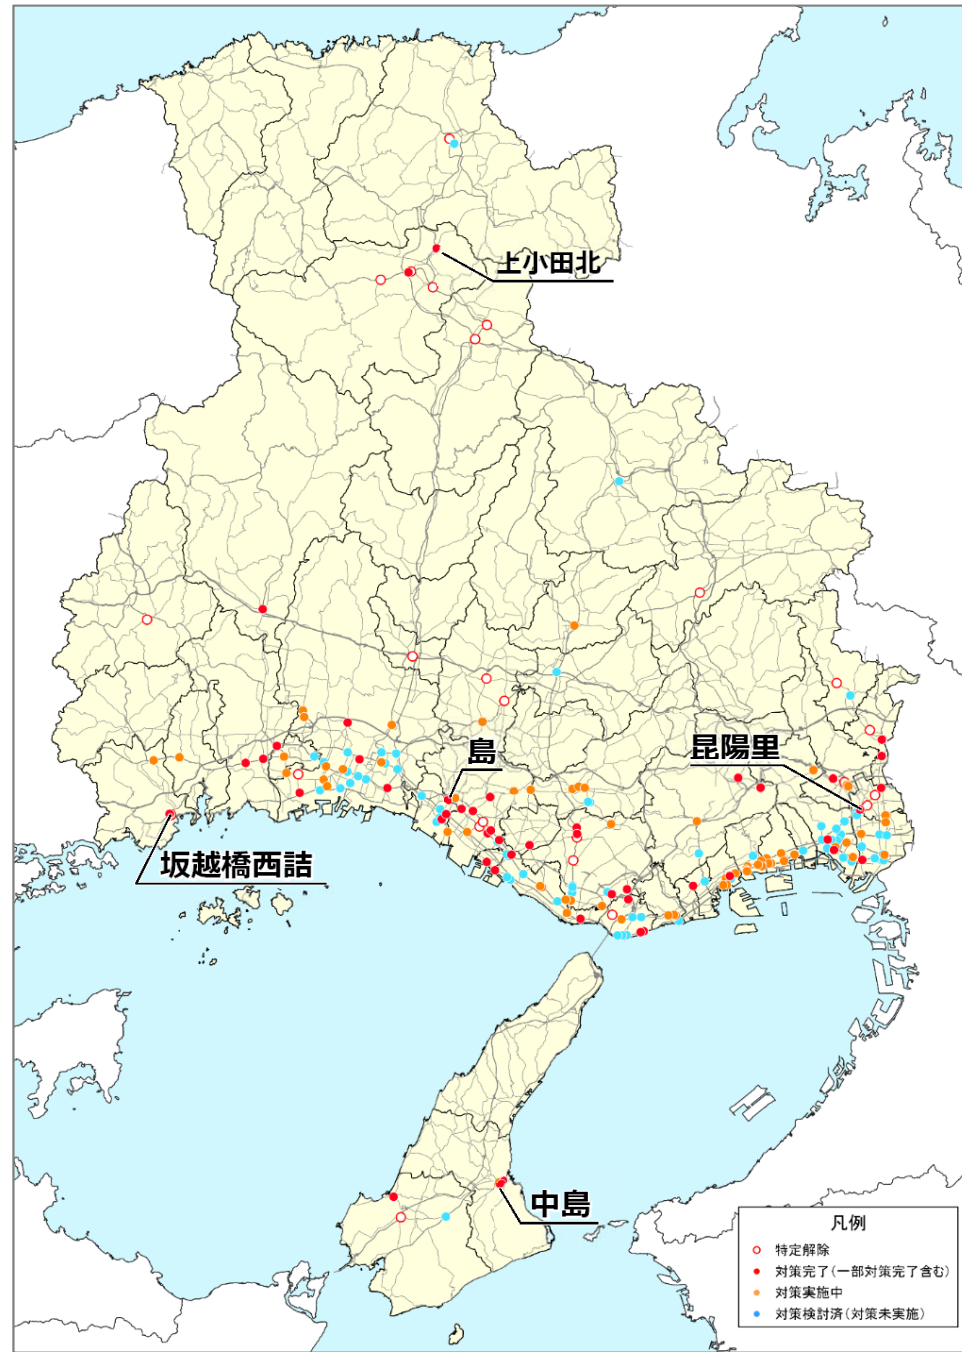 上小田北
島
昆陽里
坂越橋西詰
中島
凡例
特定解除
対策完了(一部対策完了含む)
対策実施中
対策検討済(対策未実施)